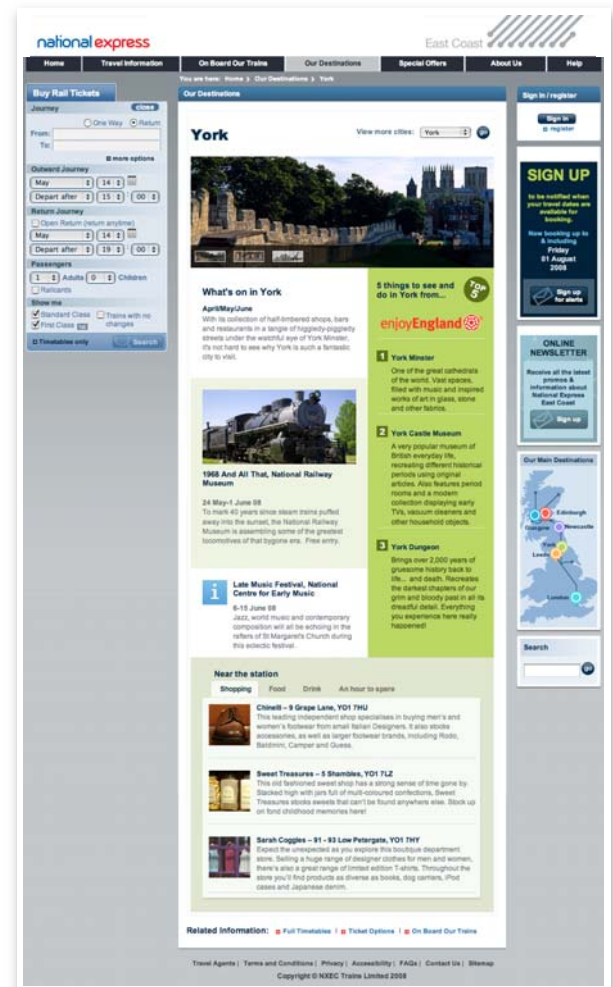 national express
East Coast
Home
Travel Information
On Board Our Trains
Our Destinations
Special Offers
About Us
Help
You are here: Home > Our Destinations > York
Buy Rail Tickets
Journey
close
One Way
Return
From:
To:
more options
Outward Journey
May
14
Depart after
15
00
Return Journey
Open Return (return anytime)
May
14
Depart after
19
00
Passengers
1
Adults
0
Children
Railcards
Show me
Standard Class
Trains with no
changes
First Class
Timetables only
Search
Our Destinations
York
View more cities:
York
What's on in York
April/May/June
With its collection of half-timbered shops, bars
and restaurants in a tangle of higgledy-piggledy
streets under the watchful eye of York Minster,
it's not hard to see why York is such a fantastic
city to visit.
1968 And All That, National Railway
Museum
24 May-1 June 08
To mark 40 years since steam trains puffed
away into the sunset, the National Railway
Museum is assembling some of the greatest
locomotives of that bygone era. Free entry.
i
Late Music Festival, National
Centre for Early Music
6-15 June 08
Jazz, world music and contemporary
composition will all be echoing in the
rafters of St Margaret's Church during
this eclectic festival.
5 things to see and
do in York from...
TOP
5
enjoyEngland
1
York Minster
One of the great cathedrals
of the world. Vast spaces,
filled with music and inspired
works of art in glass, stone
and other fabrics.
2
York Castle Museum
A very popular museum of
British everyday life,
recreating different historical
periods using original
articles. Also features period
rooms and a modern
collection displaying early
TVs, vacuum cleaners and
other household objects.
3
York Dungeon
Brings over 2,000 years of
gruesome history back to
life... and death. Recreates
the darkest chapters of our
grim and bloody past in all its
dreadful detail. Everything
you experience here really
happened!
Near the station
Shopping
Food
Drink
An hour to spare
Chinelli – 9 Grape Lane, YO1 7HU
This leading independent shop specialises in buying men's and
women's footwear from small Italian Designers. It also stocks
accessories, as well as larger footwear brands, including Rodo,
Baldinini, Camper and Guess.
Sweet Treasures – 5 Shambles, YO1 7LZ
This old fashioned sweet shop has a strong sense of time gone by.
Stacked high with jars full of multi-coloured confections, Sweet
Treasures stocks sweets that can't be found anywhere else. Stock up
on fond childhood memories here!
Sarah Coggles – 91 - 93 Low Petergate, YO1 7HY
Expect the unexpected as you explore this boutique department
store. Selling a huge range of designer clothes for men and women,
there's also a great range of limited edition T-shirts. Throughout the
store you'll find products as diverse as books, dog carriers, iPod
cases and Japanese denim.
Related Information:
Full Timetables | Ticket Options | On Board Our Trains
Sign in / register
Sign in
register
SIGN UP
to be notified when
your travel dates are
available for
booking.
Now booking up to
& including
Friday
01 August
2008
Sign up
for alerts
ONLINE
NEWSLETTER
Receive all the latest
promos &
information about
National Express
East Coast
Sign up
Our Main Destinations
Edinburgh
Glasgow
Newcastle
York
Leeds
London
Search
Travel Agents | Terms and Conditions | Privacy | Accessibility | FAQs | Contact Us | Sitemap
Copyright © NXEC Trains Limited 2008